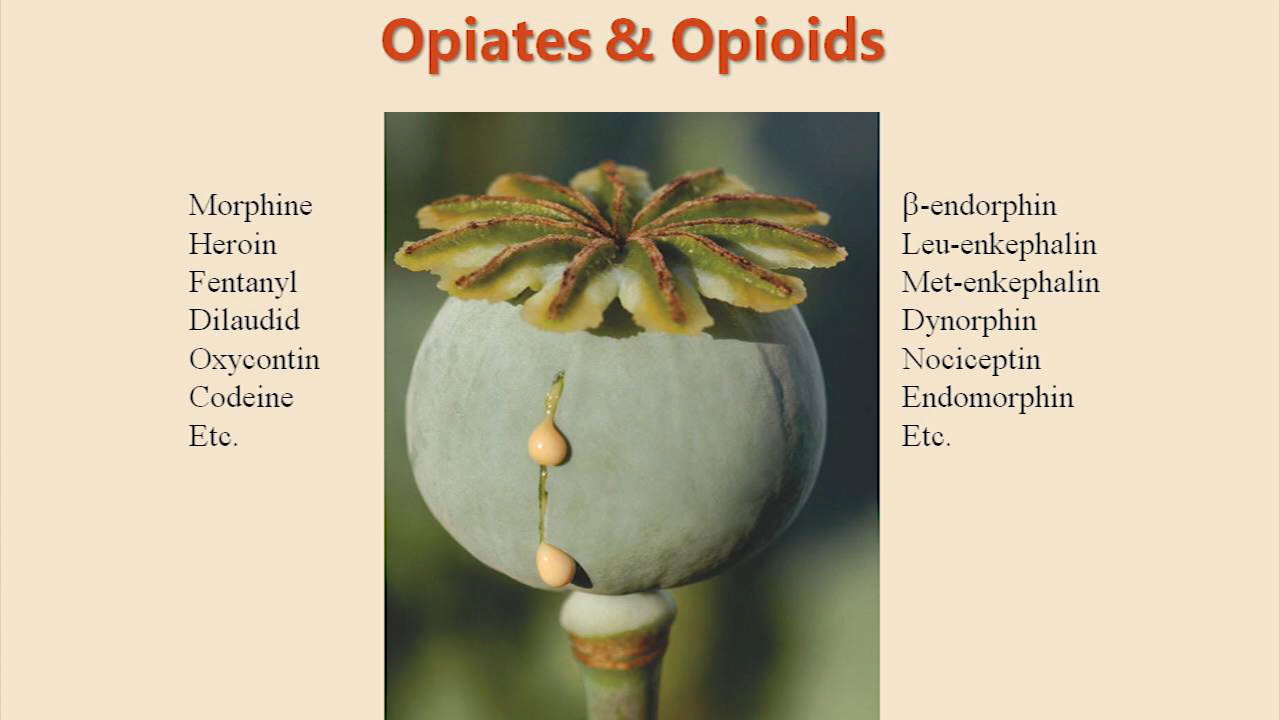 Opiates & Opioids
Morphine
Heroin
Fentanyl
Dilaudid
Oxycontin
Codeine
Etc.
β-endorphin
Leu-enkephalin
Met-enkephalin
Dynorphin
Nociceptin
Endomorphin
Etc.